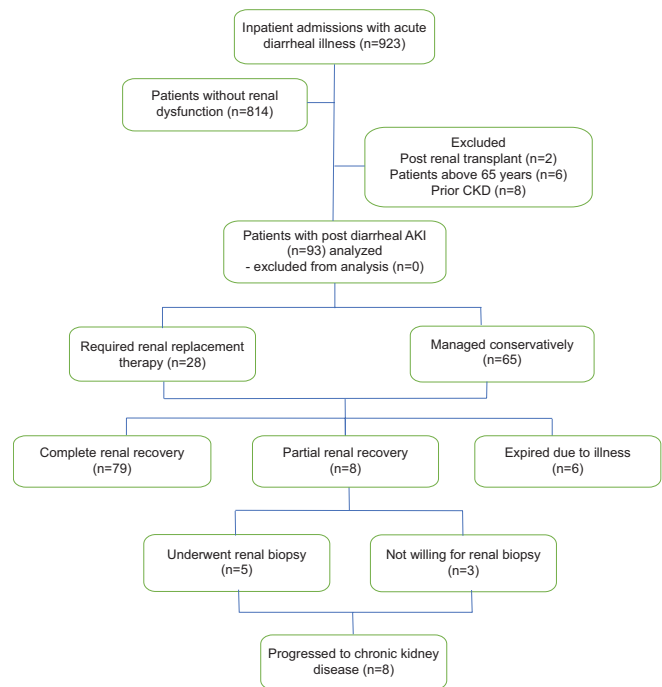 Inpatient admissions with acute
diarrheal illness (n=923)
Patients without renal
dysfunction (n=814)
Excluded
Post renal transplant (n=2)
Patients above 65 years (n=6)
Prior CKD (n=8)
Patients with post diarrheal AKI
(n=93) analyzed
- excluded from analysis (n=0)
Required renal replacement
therapy (n=28)
Managed conservatively
(n=65)
Complete renal recovery
(n=79)
Partial renal recovery
(n=8)
Expired due to illness
(n=6)
Underwent renal biopsy
(n=5)
Not willing for renal biopsy
(n=3)
Progressed to chronic kidney
disease (n=8)